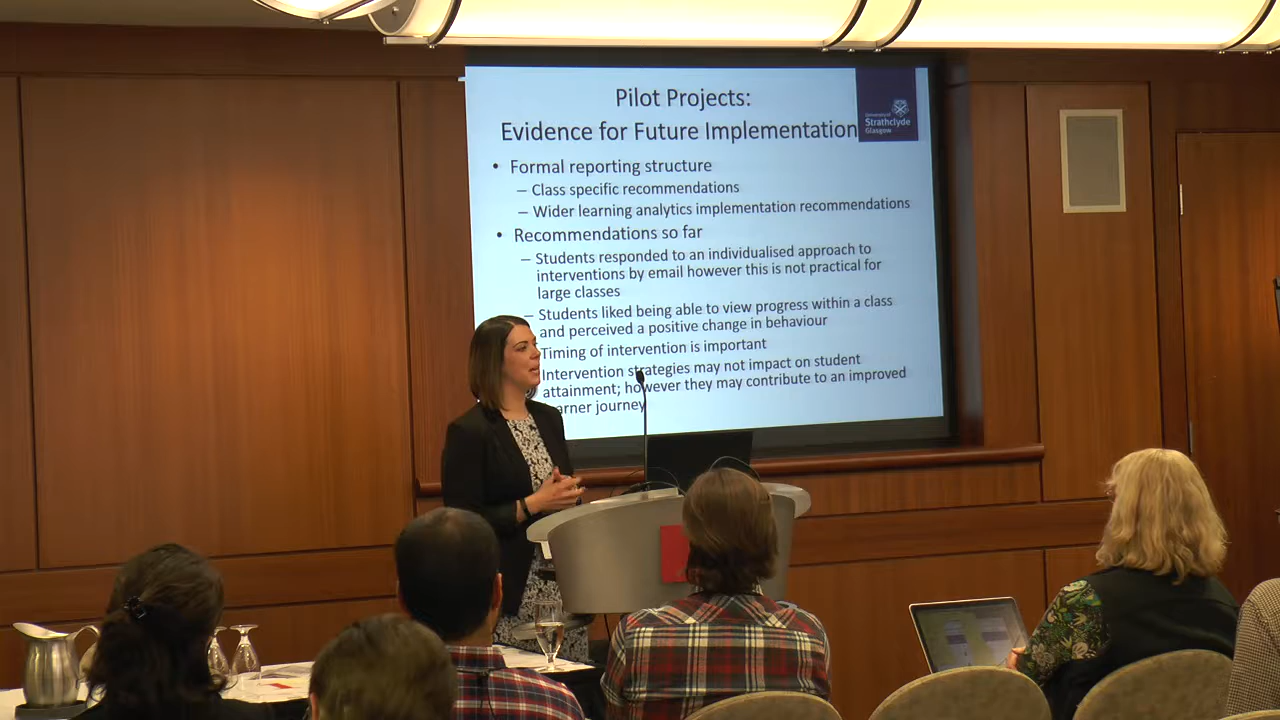 Pilot Projects:
Evidence for Future Implementation
University of
Strathclyde
Glasgow
• Formal reporting structure
– Class specific recommendations
– Wider learning analytics implementation recommendations
• Recommendations so far
– Students responded to an individualised approach to
interventions by email however this is not practical for
large classes
– Students liked being able to view progress within a class
and perceived a positive change in behaviour
Timing of intervention is important
Intervention strategies may not impact on student
attainment; however they may contribute to an improved
arner journey